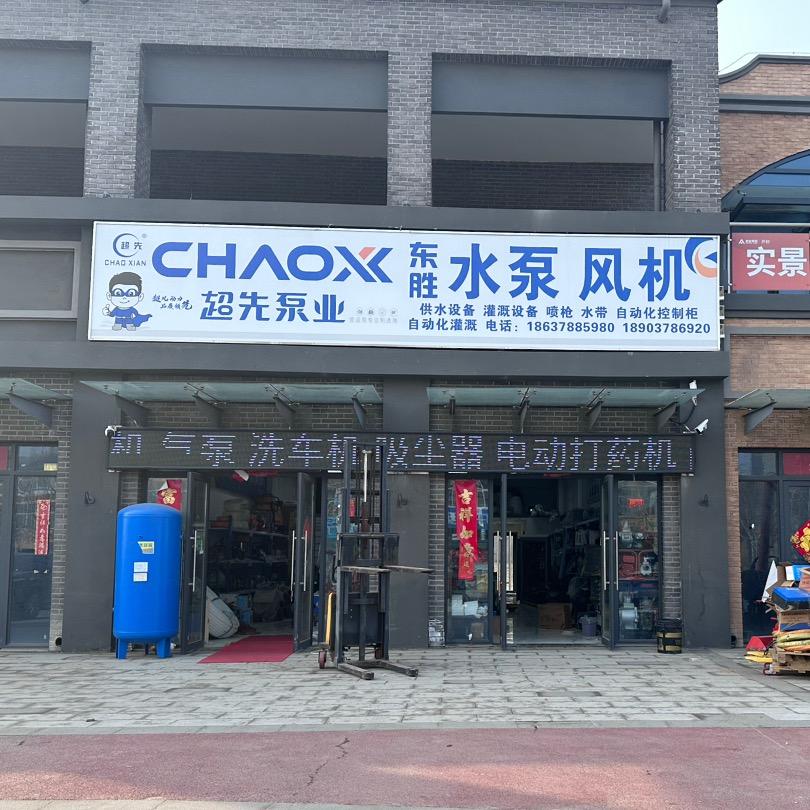 超先
CHAO XIAN
CHAOXX
超先泵业
东胜
水泵 风机
供水设备 灌溉设备 喷枪 水带 自动化控制柜
自动化灌溉 电话：18637885980 18903786920
气泵 洗车机 吸尘器 电动打药机
富
吉祥如意
实景